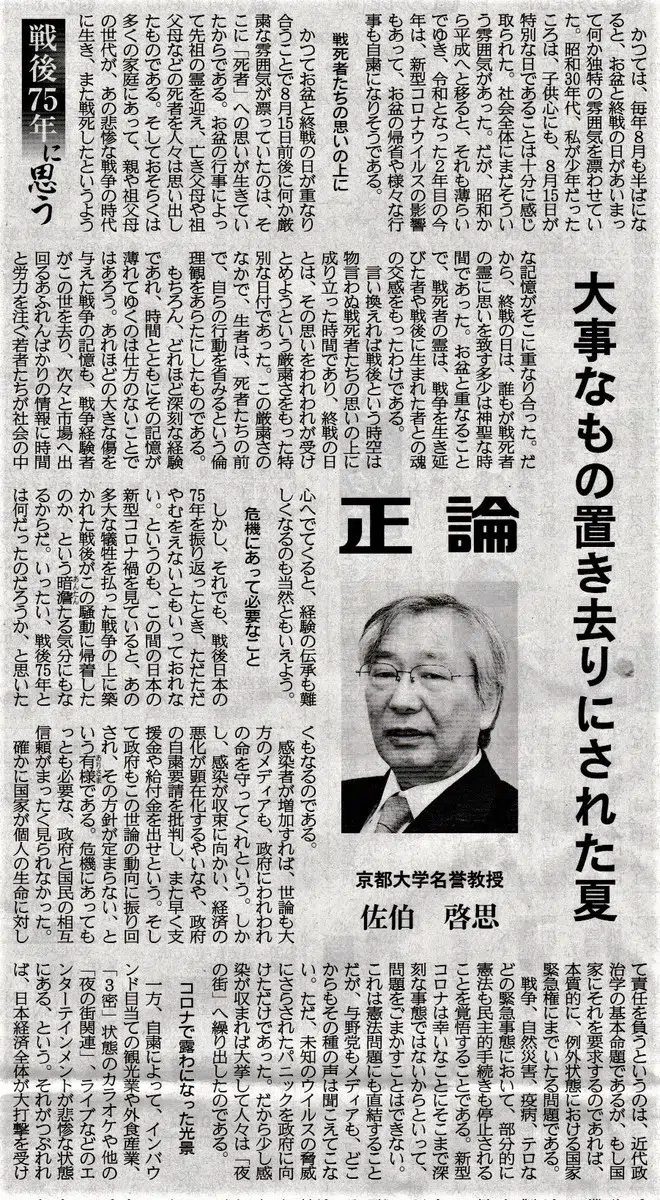 大事なもの置き去りにされた夏
正論
京都大学名誉教授
佐伯 啓思
戦後75年に思う
かつては、毎年8月も半ばにな
ると、お盆と終戦の日があいまっ
て何か独特の雰囲気を漂わせてい
た。昭和30年代、私が少年だった
ころは、子供心にも、8月15日が
特別な日であることは十分に感じ
取られた。社会全体にまだそうい
う雰囲気があった。だが、昭和か
ら平成へと移ると、それも薄らい
でゆき、令和となった2年目の今
年は、新型コロナウイルスの影響
もあって、お盆の帰省や様々な行
事も自粛になりそうである。
戦死者たちの思いの上に
かつてお盆と終戦の日が重なり
合うことで8月15日前後に何か厳
粛な雰囲気が漂っていたのは、そ
こに「死者」への思いが生きてい
たからである。お盆の行事によっ
て先祖の霊を迎え、亡き父母や祖
父母などの死者を人々は思い出し
たものである。そしておそらくは
多くの家庭にあって、親や祖父母
の世代が、あの悲惨な戦争の時代
に生き、また戦死したというよう
な記憶がそこに重なり合った。だ
から、終戦の日は、誰もが戦死者
の霊に思いを致す多少は神聖な時
間であった。お盆と重なること
で、戦死者の霊は、戦争を生き延
びた者や戦後に生まれた者との魂
の交感をもったわけである。
言い換えれば戦後という時空は
物言わぬ戦死者たちの思いの上に
成り立った時間であり、終戦の日
とは、その思いをわれわれが受け
とめようという厳粛さをもった特
別な日付であった。この厳粛さの
なかで、生者は、死者たちの前
で、自らの行動を省みるという倫
理観をあらたにしたものである。
もちろん、どれほど深刻な経験
であれ、時間とともにその記憶が
薄れてゆくのは仕方のないことで
はあろう。あれほどの大きな傷を
与えた戦争の記憶も、戦争経験者
がこの世を去り、次々と市場へ出
回るあふれんばかりの情報に時間
と労力を注ぐ若者たちが社会の中
心へでてくると、経験の伝承も難
しくなるのも当然ともいえよう。
危機にあって必要なこと
しかし、それでも、戦後日本の
75年を振り返ったとき、ただただ
やむをえないともいっておれな
い。というのも、この間の日本の
新型コロナ禍を見ていると、あの
多大な犠牲を払った戦争の上に築
かれた戦後がこの騒動に帰着した
のか、という暗澹（あんたん）たる気分にもな
るからだ。いったい、戦後75年と
は何だったのだろうか、と思いた
くもなるのである。
感染者が増加すれば、世論も大
方のメディアも、政府にわれわれ
の命を守ってくれという。しか
し、感染が収束に向かい、経済の
悪化が顕在化するやいなや、政府
の自粛要請を批判し、また早く支
援金や給付金を出せという。そし
て政府もこの世論の動向に振り回
され、その方針が定まらない、と
いう有様（ありさま）である。危機にあっても
っとも必要な、政府と国民の相互
信頼がまったく見られなかった。
確かに国家が個人の生命に対し
て責任を負うというのは、近代政
治学の基本命題であるが、もし国
家にそれを要求するのであれば、
本質的に、例外状態における国家
緊急権にまでいたる問題である。
戦争、自然災害、疫病、テロな
どの緊急事態において、部分的に
憲法も民主的手続きも停止される
ことを覚悟することである。新型
コロナは幸いなことにそこまで深
刻な事態ではないからといって、
問題をごまかすことはできない。
これは憲法問題にも直結すること
だが、与野党もメディアも、どこ
からもその種の声は聞こえてこな
い。ただ、未知のウイルスの脅威
にさらされたパニックを政府に向
けただけであった。だから少し感
染が収まれば大挙して人々は「夜
の街」へ繰り出したのである。
コロナで露わになった光景
一方、自粛によって、インバウ
ンド目当ての観光業や外食産業、
「3密」状態のカラオケや他の
「夜の街関連」、ライブなどのエ
ンターテインメントが悲惨な状態
にある、という。それがつぶれれ
ば、日本経済全体が大打撃を受け